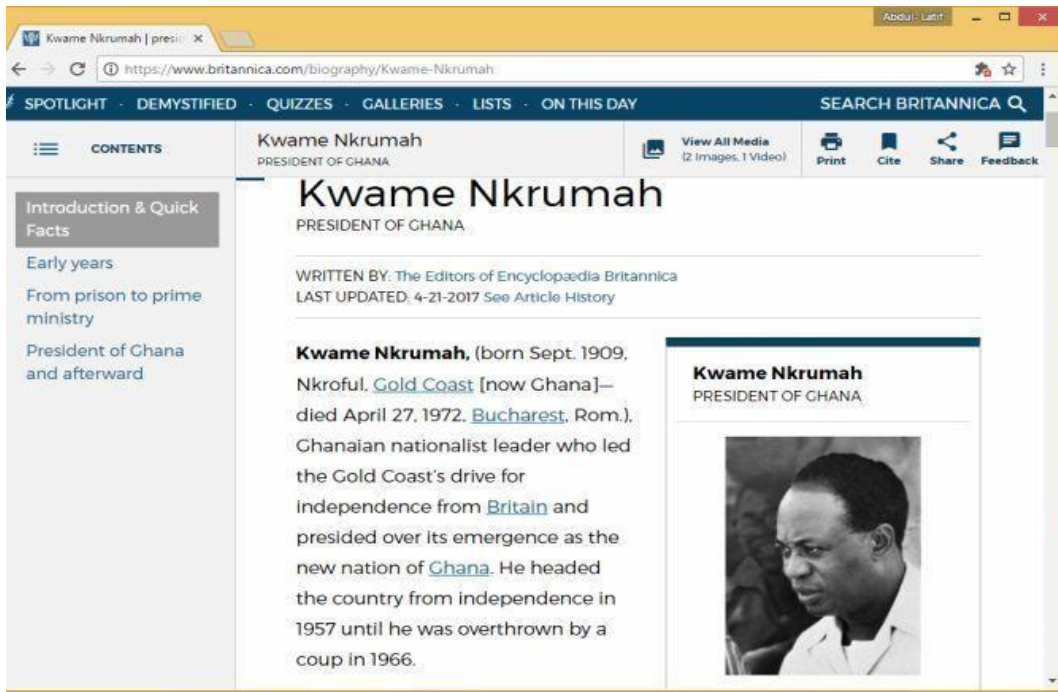 Abdul-Latif
Kwame Nkrumah | presi
https://www.britannica.com/biography/Kwame-Nkrumah
SPOTLIGHT · DEMYSTIFIED · QUIZZES · GALLERIES · LISTS · ON THIS DAY
SEARCH BRITANNICA
CONTENTS
Kwame Nkrumah
PRESIDENT OF GHANA
View All Media
(2 Images, 1 Video)
Print
Cite
Share
Feedback
Introduction & Quick
Facts
Early years
From prison to prime
ministry
President of Ghana
and afterward
Kwame Nkrumah
PRESIDENT OF GHANA
WRITTEN BY: The Editors of Encyclopædia Britannica
LAST UPDATED: 4-21-2017 See Article History
Kwame Nkrumah, (born Sept. 1909,
Nkroful, Gold Coast [now Ghana]—
died April 27, 1972, Bucharest, Rom.),
Ghanaian nationalist leader who led
the Gold Coast's drive for
independence from Britain and
presided over its emergence as the
new nation of Ghana. He headed
the country from independence in
1957 until he was overthrown by a
coup in 1966.
Kwame Nkrumah
PRESIDENT OF GHANA